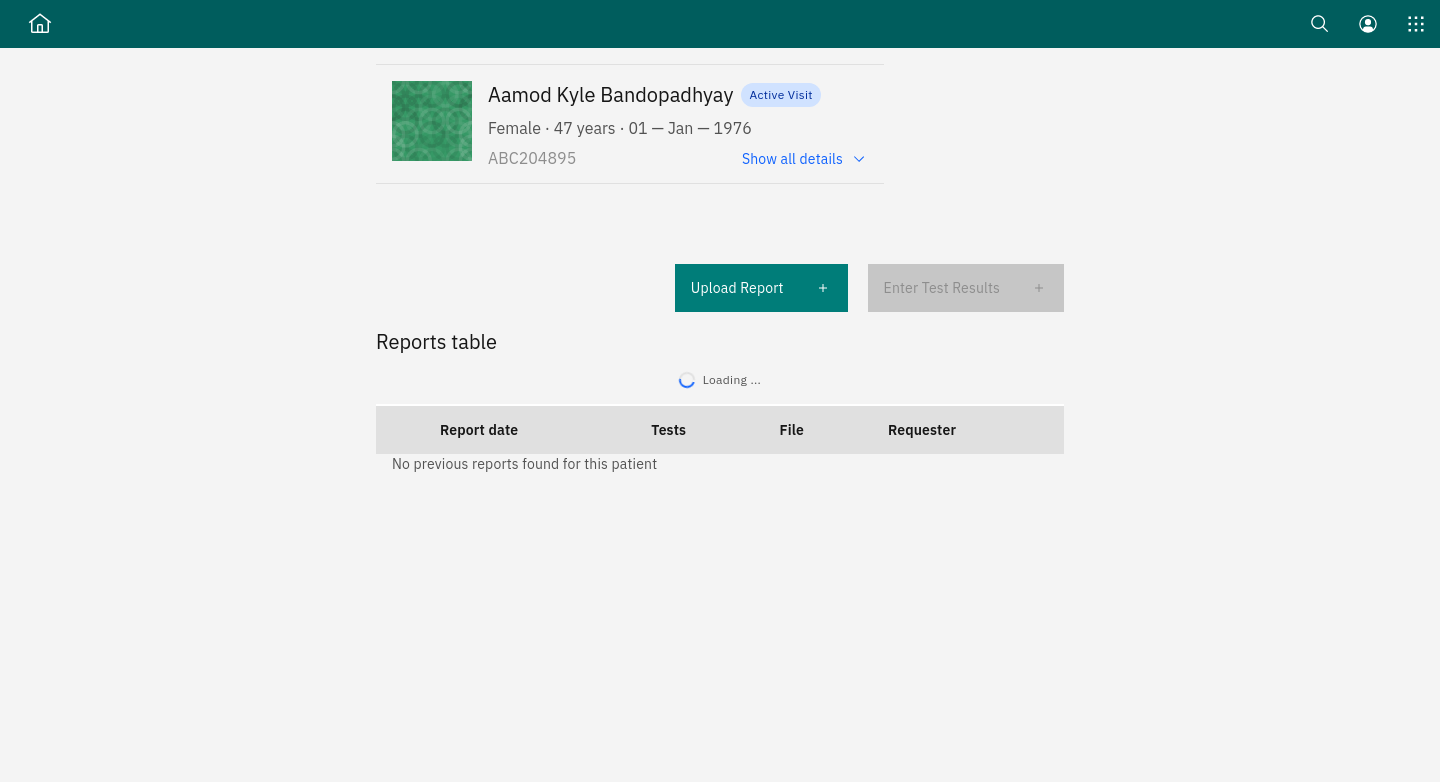 Aamod Kyle Bandopadhyay Active Visit
Female · 47 years · 01 — Jan — 1976
ABC204895 Show all details
Upload Report + Enter Test Results +
Reports table
Loading ...
Report date Tests File Requester
No previous reports found for this patient